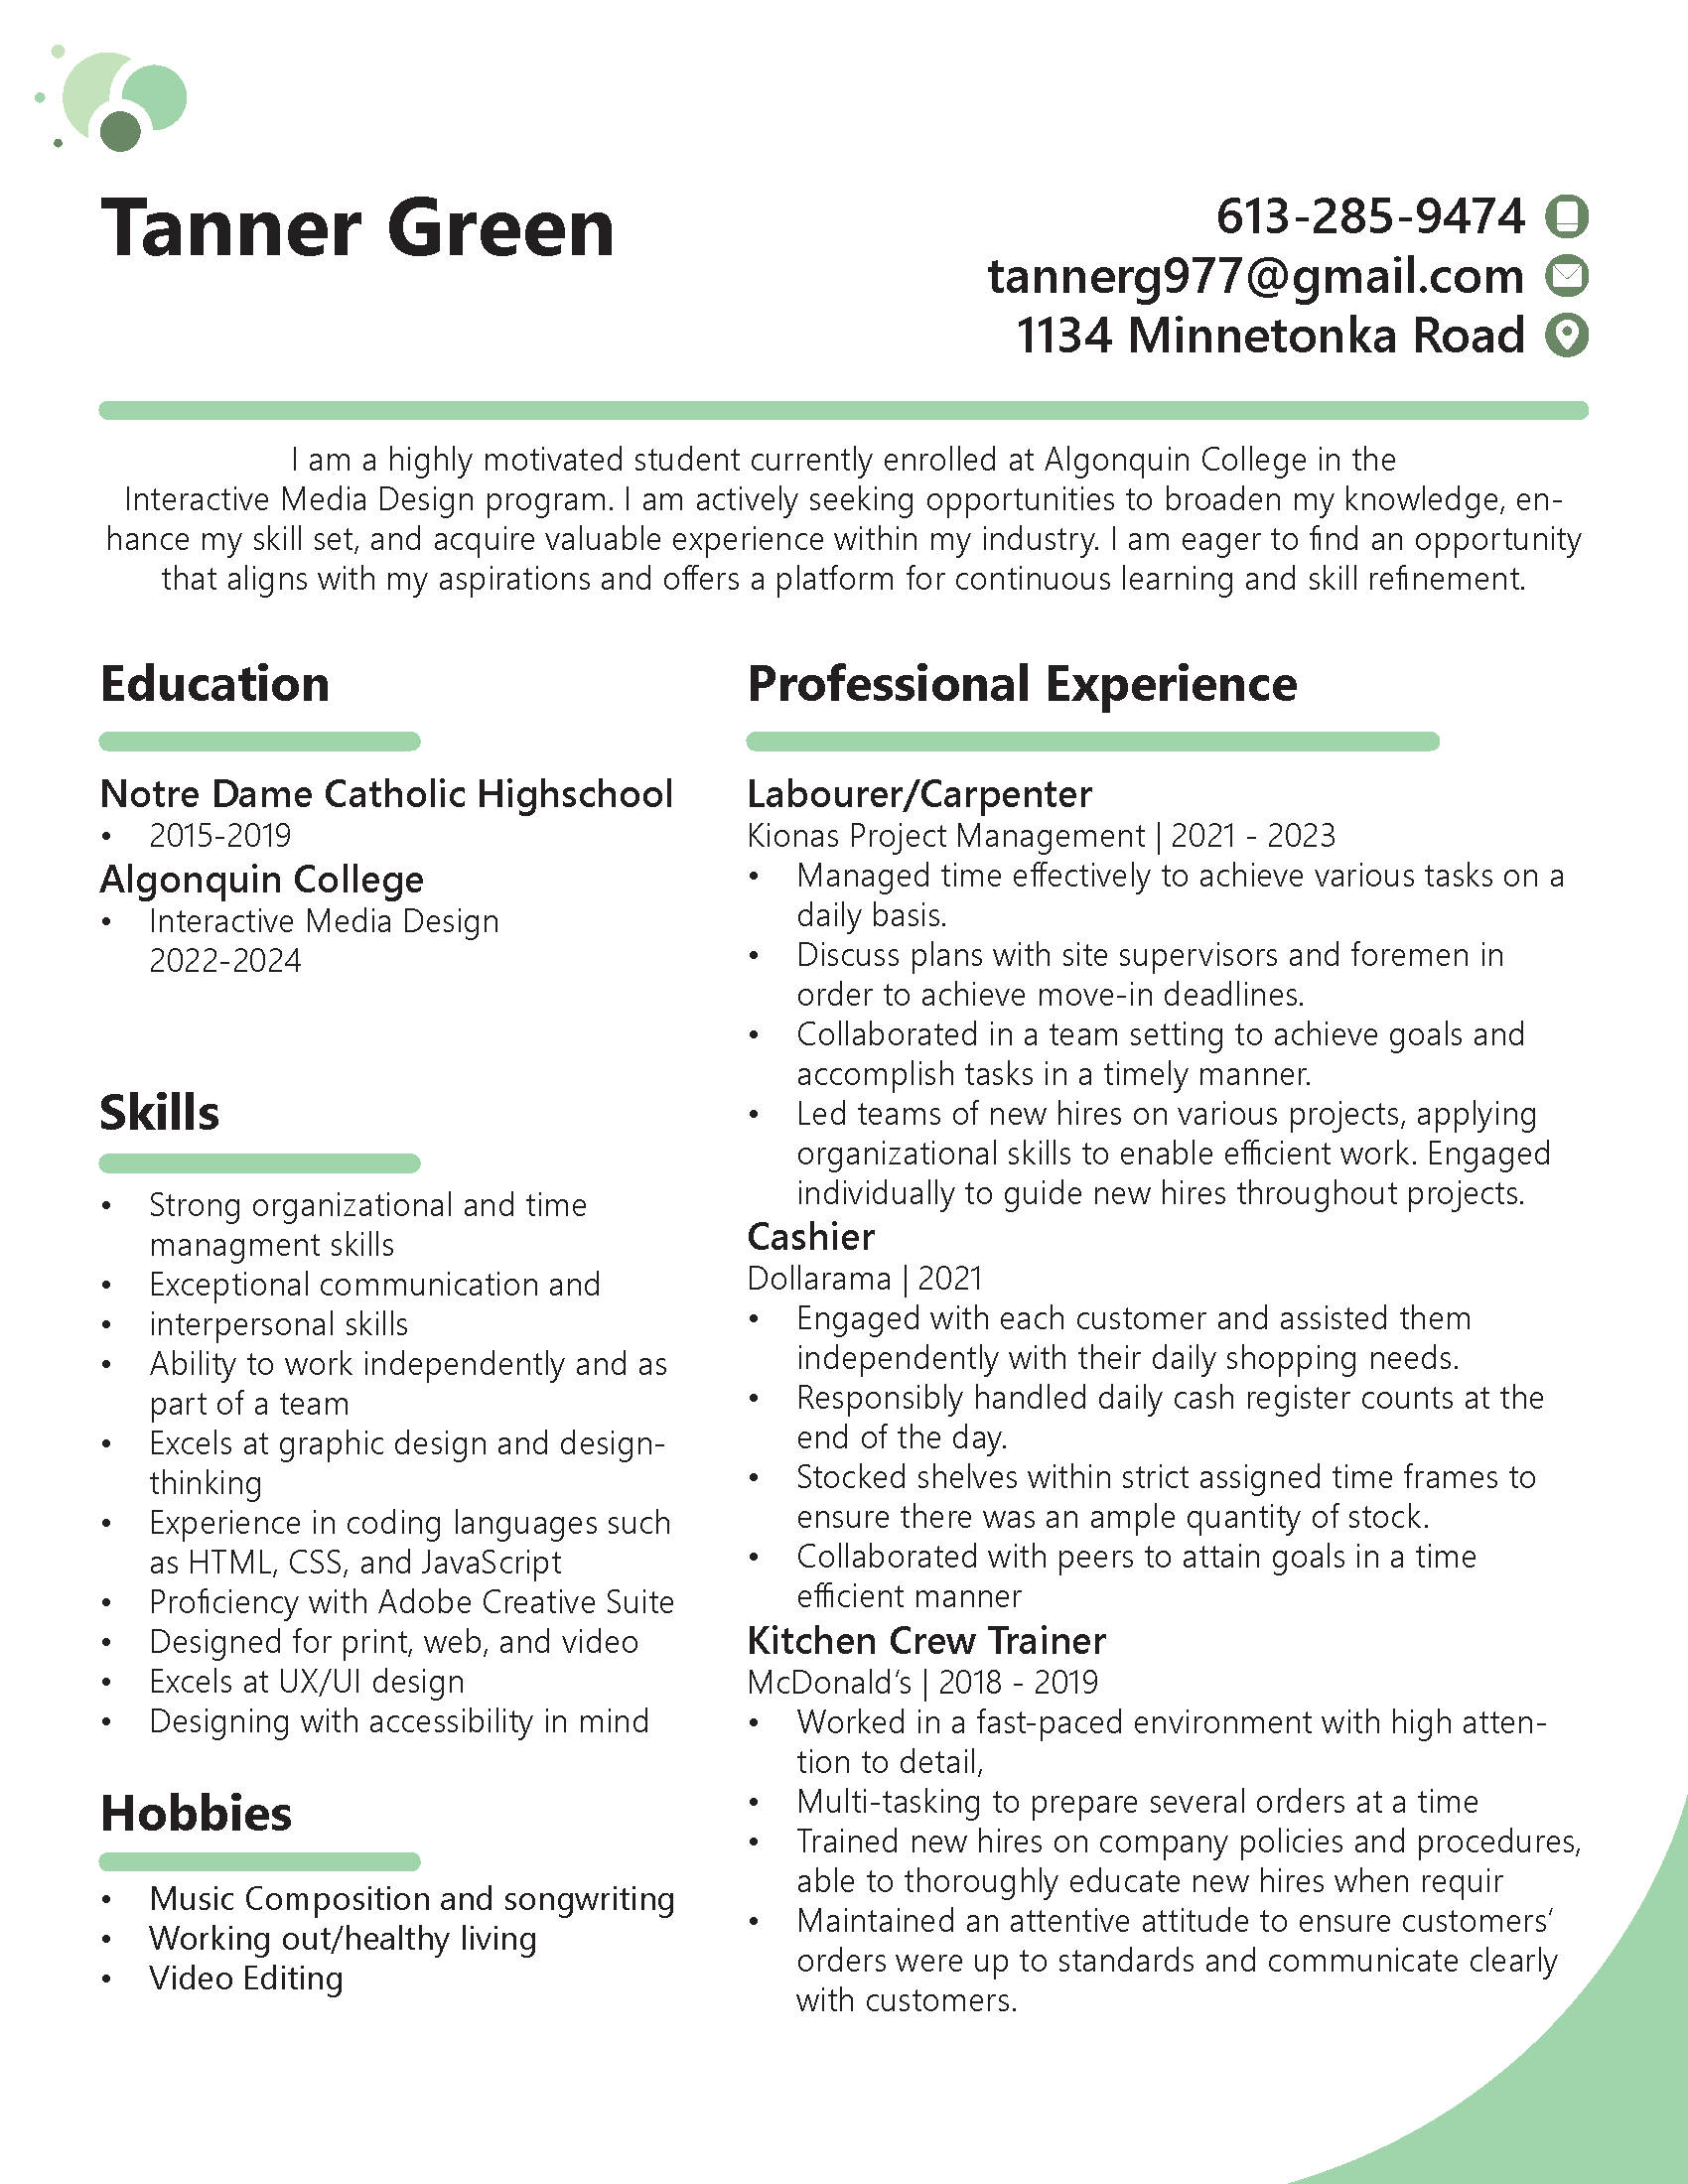 Tanner Green
613-285-9474
tannerg977@gmail.com
1134 Minnetonka Road
I am a highly motivated student currently enrolled at Algonquin College in the
Interactive Media Design program. I am actively seeking opportunities to broaden my knowledge, en-
hance my skill set, and acquire valuable experience within my industry. I am eager to find an opportunity
that aligns with my aspirations and offers a platform for continuous learning and skill refinement.
Education
Notre Dame Catholic Highschool
• 2015-2019
Algonquin College
• Interactive Media Design
2022-2024
Skills
• Strong organizational and time
managment skills
• Exceptional communication and
• interpersonal skills
• Ability to work independently and as
part of a team
• Excels at graphic design and design-
thinking
• Experience in coding languages such
as HTML, CSS, and JavaScript
• Proficiency with Adobe Creative Suite
• Designed for print, web, and video
• Excels at UX/UI design
• Designing with accessibility in mind
Hobbies
• Music Composition and songwriting
• Working out/healthy living
• Video Editing
Professional Experience
Labourer/Carpenter
Kionas Project Management | 2021 - 2023
• Managed time effectively to achieve various tasks on a
daily basis.
• Discuss plans with site supervisors and foremen in
order to achieve move-in deadlines.
• Collaborated in a team setting to achieve goals and
accomplish tasks in a timely manner.
• Led teams of new hires on various projects, applying
organizational skills to enable efficient work. Engaged
individually to guide new hires throughout projects.
Cashier
Dollarama | 2021
• Engaged with each customer and assisted them
independently with their daily shopping needs.
• Responsibly handled daily cash register counts at the
end of the day.
• Stocked shelves within strict assigned time frames to
ensure there was an ample quantity of stock.
• Collaborated with peers to attain goals in a time
efficient manner
Kitchen Crew Trainer
McDonald‘s | 2018 - 2019
• Worked in a fast-paced environment with high atten-
tion to detail,
• Multi-tasking to prepare several orders at a time
• Trained new hires on company policies and procedures,
able to thoroughly educate new hires when requir
• Maintained an attentive attitude to ensure customers‘
orders were up to standards and communicate clearly
with customers.